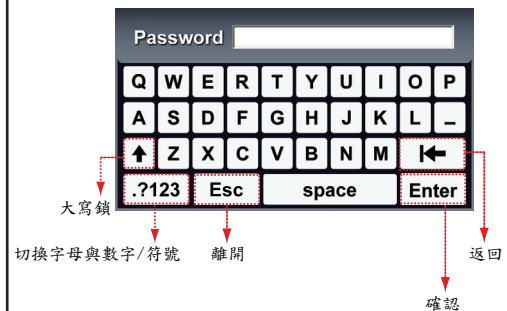 Password
Q W E R T Y U I O P
A S D F G H J K L _
Z X C V B N M
.?123 Esc space Enter
大寫鎖
切換字母與數字/符號 離開 返回
確認